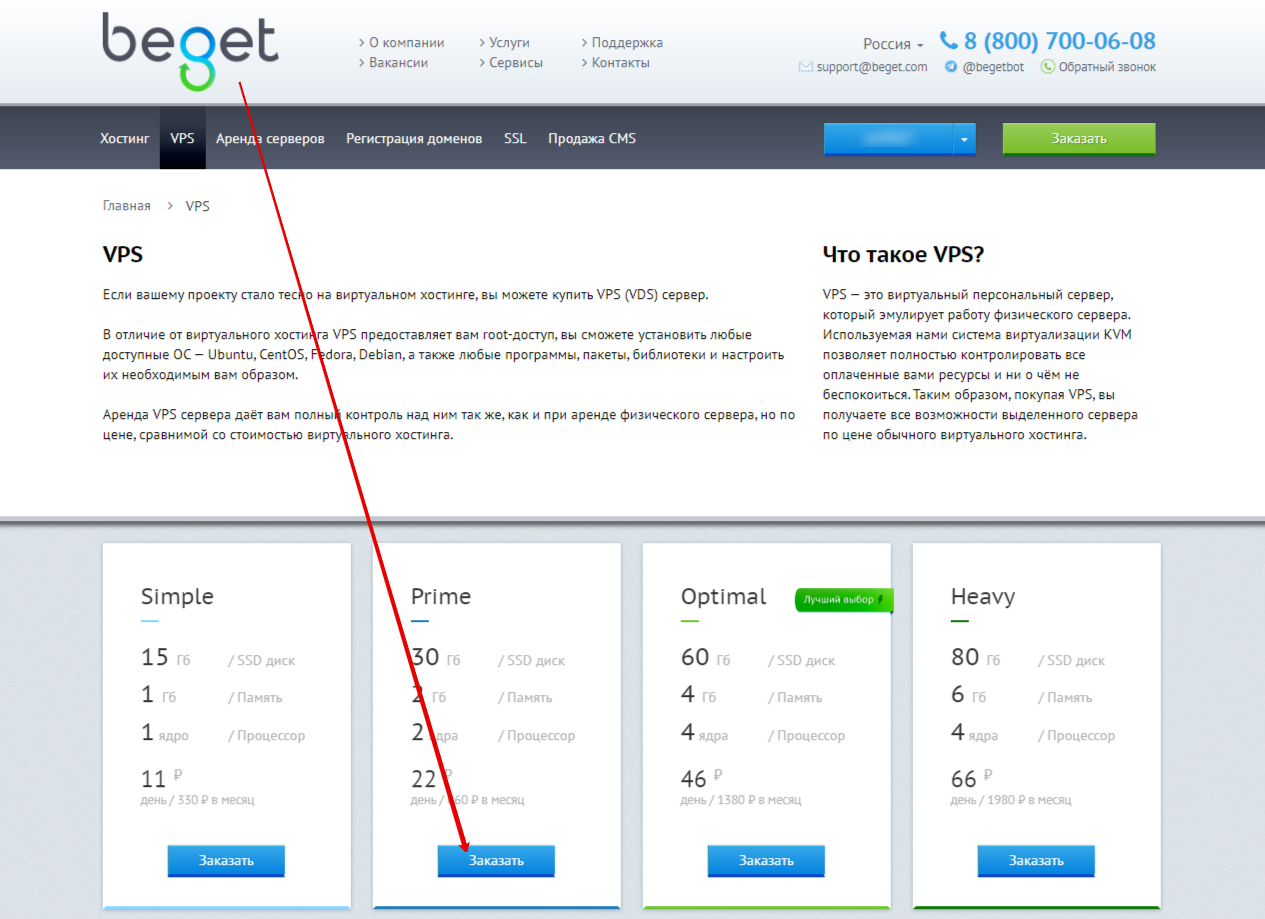 beget
> О компании
> Услуги
> Поддержка
> Вакансии
> Сервисы
> Контакты
Россия
8 (800) 700-06-08
support@beget.com
@begetbot
Обратный звонок
Хостинг
VPS
Аренда серверов
Регистрация доменов
SSL
Продажа CMS
Заказать
Главная > VPS
VPS
Если вашему проекту стало тесно на виртуальном хостинге, вы можете купить VPS (VDS) сервер.
В отличие от виртуального хостинга VPS предоставляет вам root-доступ, вы сможете установить любые
доступные ОС — Ubuntu, CentOS, Fedora, Debian, а также любые программы, пакеты, библиотеки и настроить
их необходимым вам образом.
Аренда VPS сервера даёт вам полный контроль над ним так же, как и при аренде физического сервера, но по
цене, сравнимой со стоимостью виртуального хостинга.
Что такое VPS?
VPS — это виртуальный персональный сервер,
который эмулирует работу физического сервера.
Используемая нами система виртуализации KVM
позволяет полностью контролировать все
оплаченные вами ресурсы и ни о чём не
беспокоиться. Таким образом, покупая VPS, вы
получаете все возможности выделенного сервера
по цене обычного виртуального хостинга.
Simple
15 Гб / SSD диск
1 Гб / Память
1 ядро / Процессор
11 ₽
день / 330 ₽ в месяц
Заказать
Prime
30 Гб / SSD диск
2 Гб / Память
2 ядра / Процессор
22 ₽
день / 660 ₽ в месяц
Заказать
Optimal
Лучший выбор
60 Гб / SSD диск
4 Гб / Память
4 ядра / Процессор
46 ₽
день / 1380 ₽ в месяц
Заказать
Heavy
80 Гб / SSD диск
6 Гб / Память
4 ядра / Процессор
66 ₽
день / 1980 ₽ в месяц
Заказать